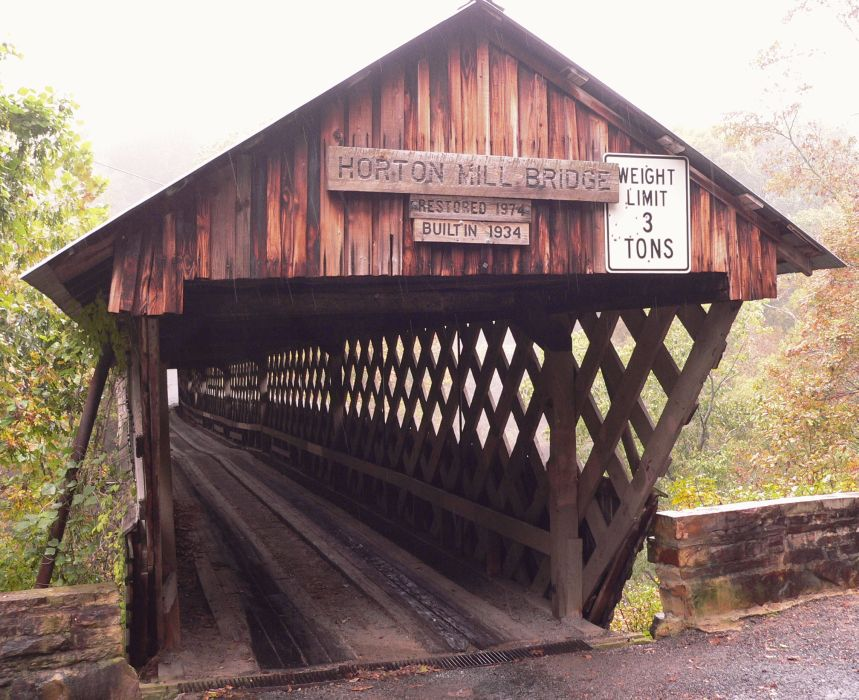 HORTON MILL BRIDGE
RESTORED 1974
BUILT IN 1934
WEIGHT
LIMIT
3
TONS